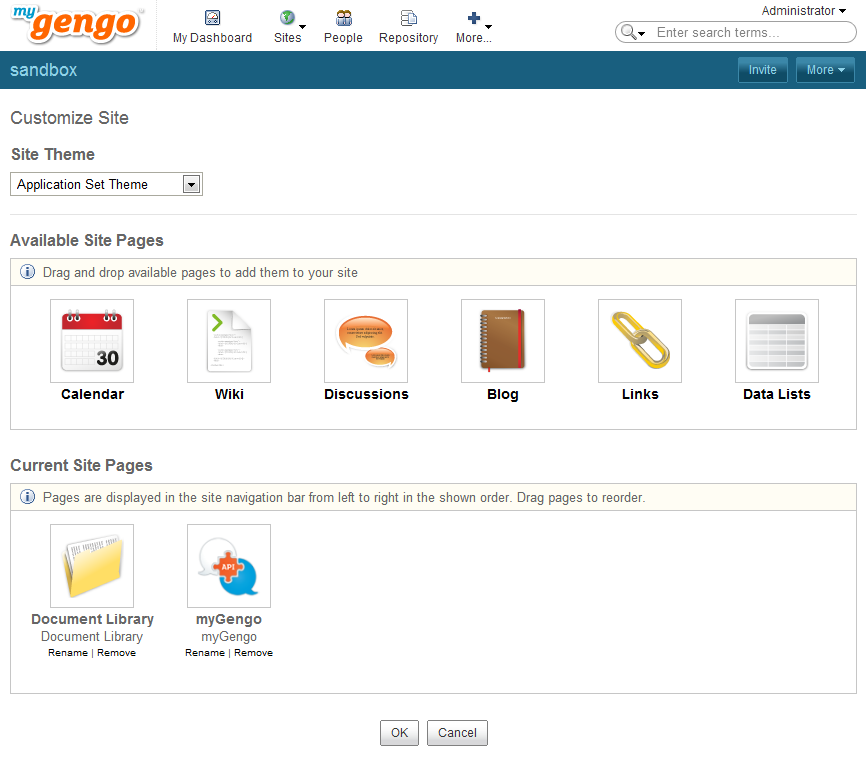 my
gengo
My Dashboard
Sites
People
Repository
More...
Administrator
Enter search terms...
sandbox
Invite
More
Customize Site
Site Theme
Application Set Theme
Available Site Pages
Drag and drop available pages to add them to your site
30
Calendar
Wiki
Discussions
Blog
Links
Data Lists
Current Site Pages
Pages are displayed in the site navigation bar from left to right in the shown order. Drag pages to reorder.
API
Document Library
myGengo
Document Library
myGengo
Rename | Remove
Rename | Remove
OK
Cancel